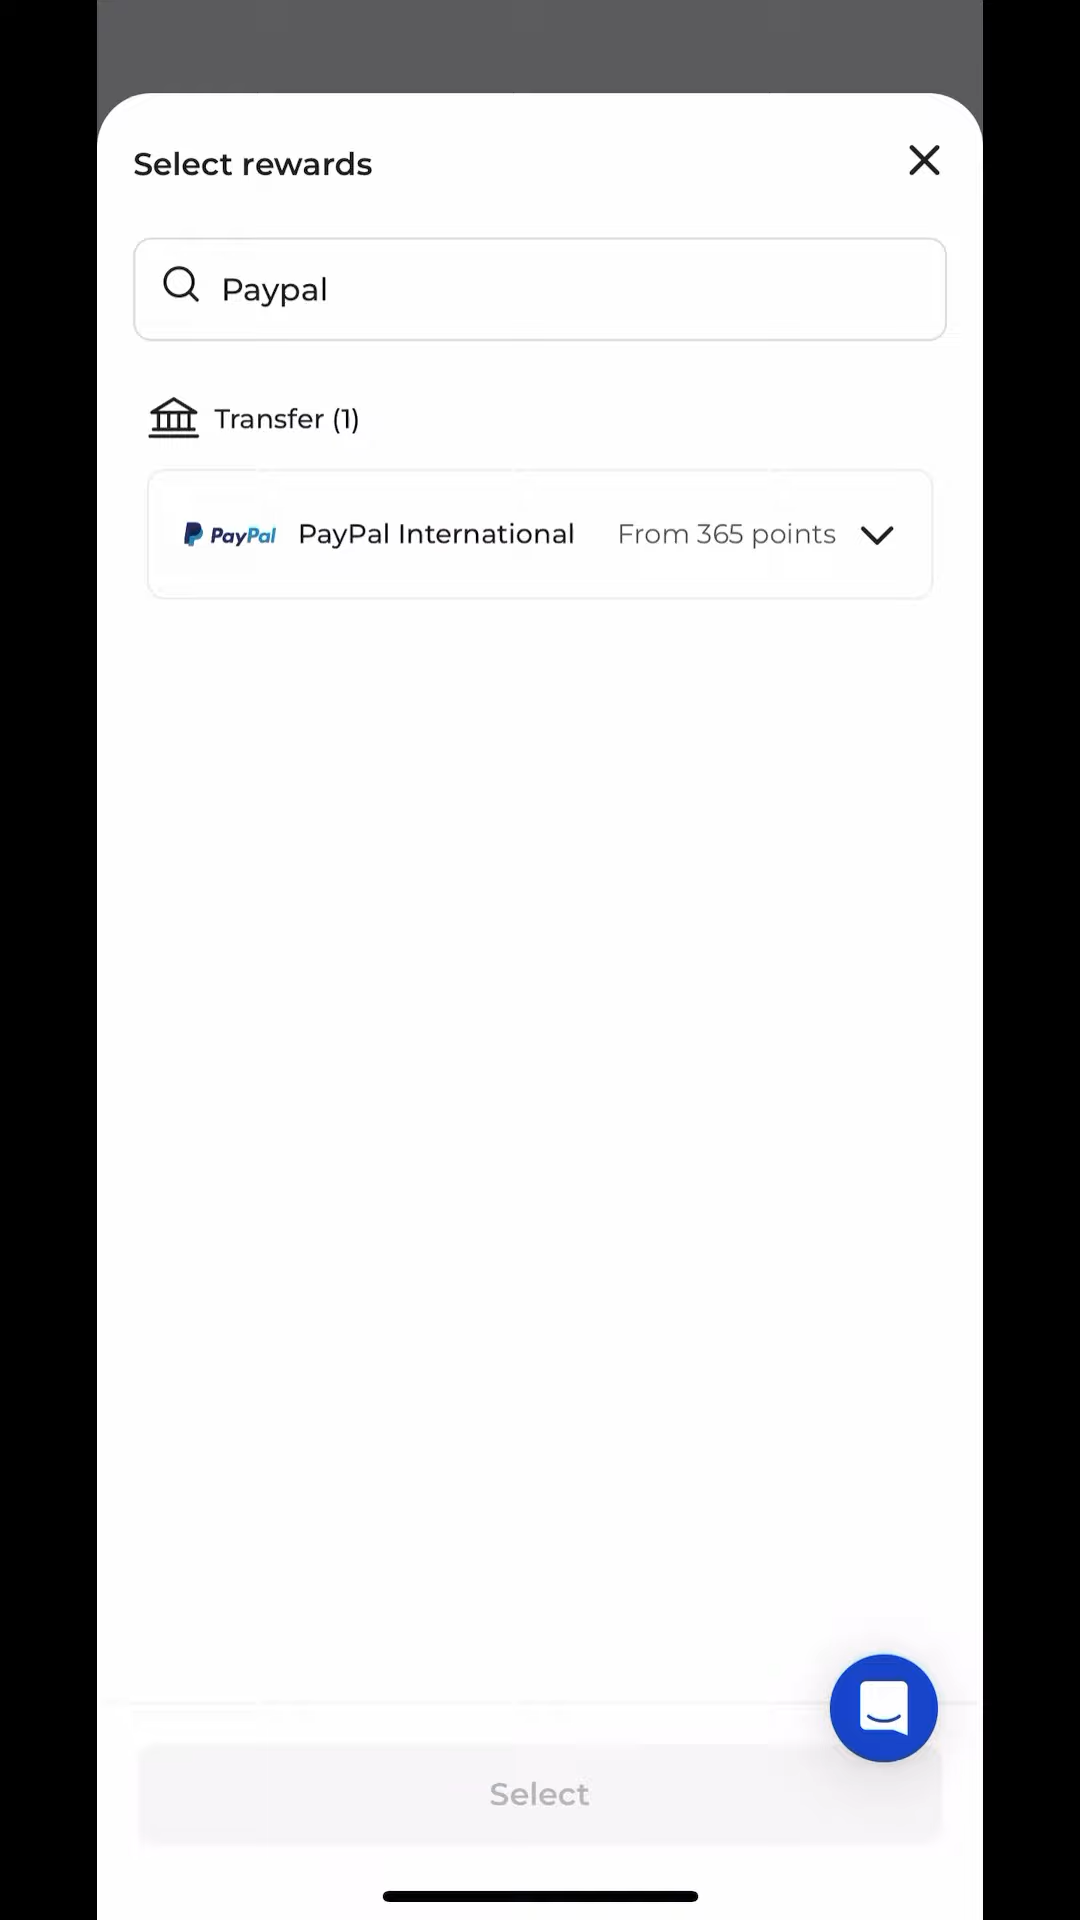 Select rewards
Paypal
Transfer (1)
PayPal PayPal International From 365 points
Select